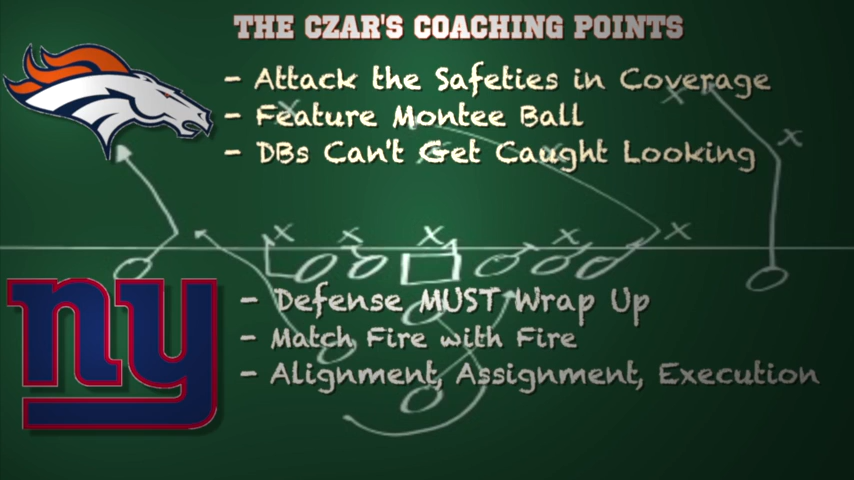 THE CZAR'S COACHING POINTS
- Attack the Safeties in Coverage
- Feature Montee Ball
- DBs Can't Get Caught Looking
ny
- Defense MUST Wrap Up
- Match Fire with Fire
- Alignment, Assignment, Execution